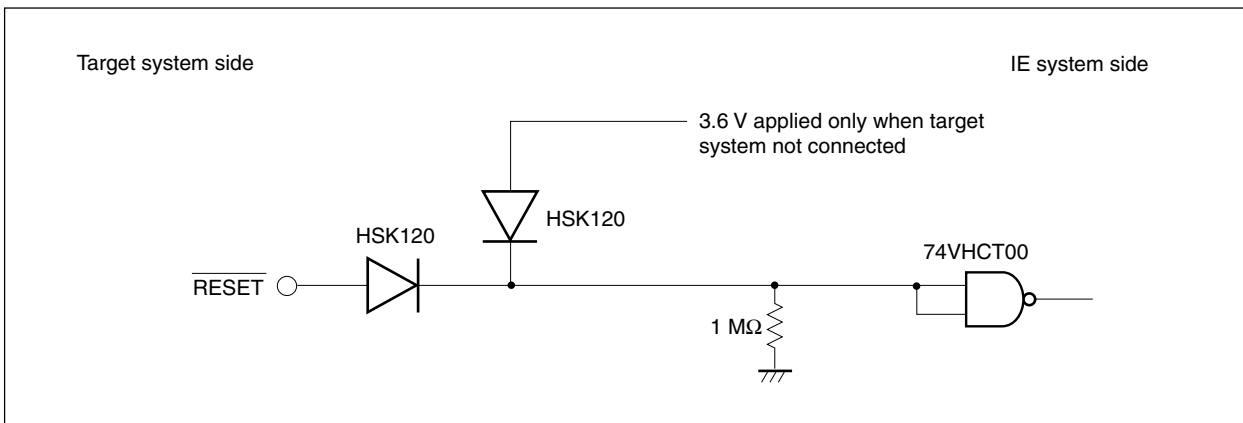 Target system side
IE system side
3.6 V applied only when target
system not connected
HSK120
HSK120
74VHCT00
RESET
1 MΩ